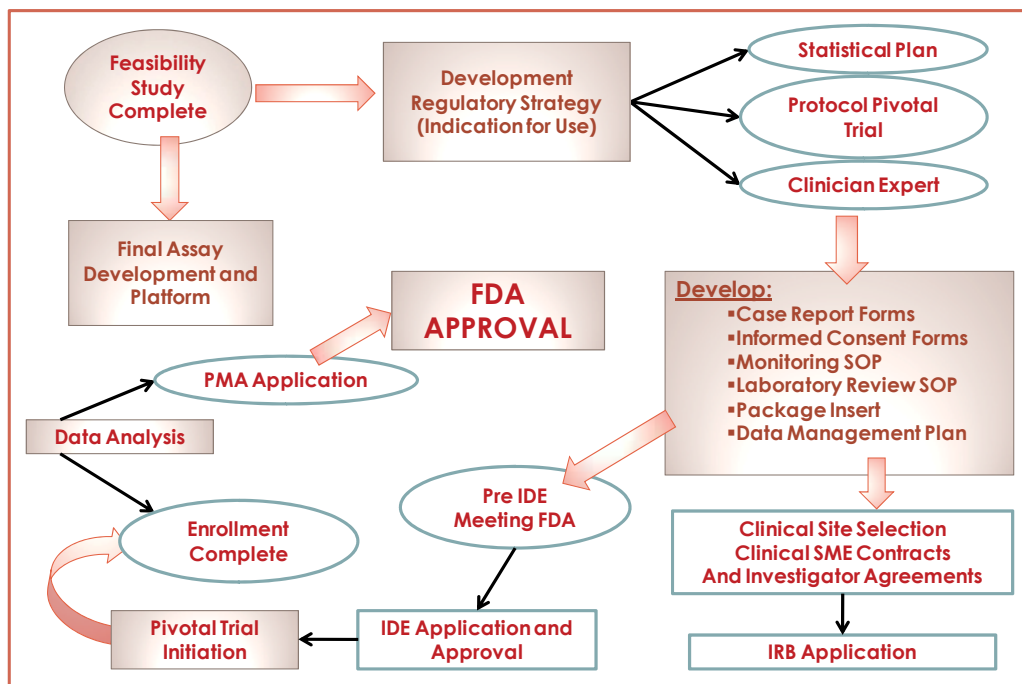 Feasibility
Study
Complete
Development
Regulatory Strategy
(Indication for Use)
Statistical Plan
Protocol Pivotal
Trial
Clinician Expert
Final Assay
Development and
Platform
FDA
APPROVAL
Develop:
▪Case Report Forms
▪Informed Consent Forms
▪Monitoring SOP
▪Laboratory Review SOP
▪Package Insert
▪Data Management Plan
PMA Application
Data Analysis
Enrollment
Complete
Pre IDE
Meeting FDA
Clinical Site Selection
Clinical SME Contracts
And Investigator Agreements
Pivotal Trial
Initiation
IDE Application and
Approval
IRB Application